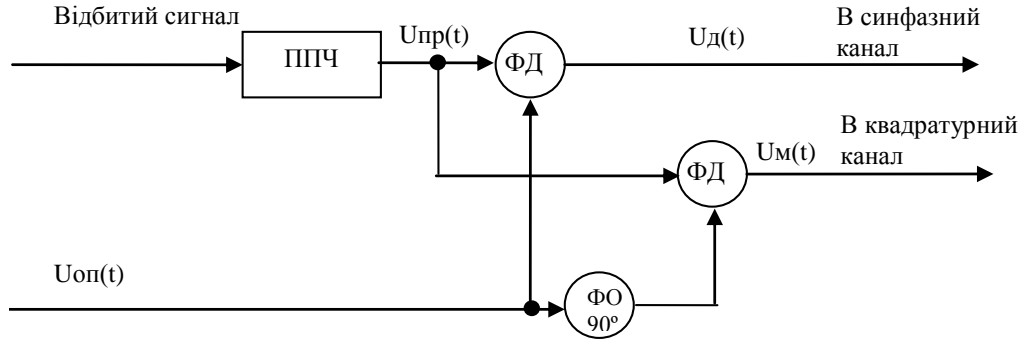 Відбитий сигнал
ППЧ
Uпр(t)
ФД
Uд(t)
В синфазний
канал
ФД
Uм(t)
В квадратурний
канал
Uоп(t)
ФО
90º